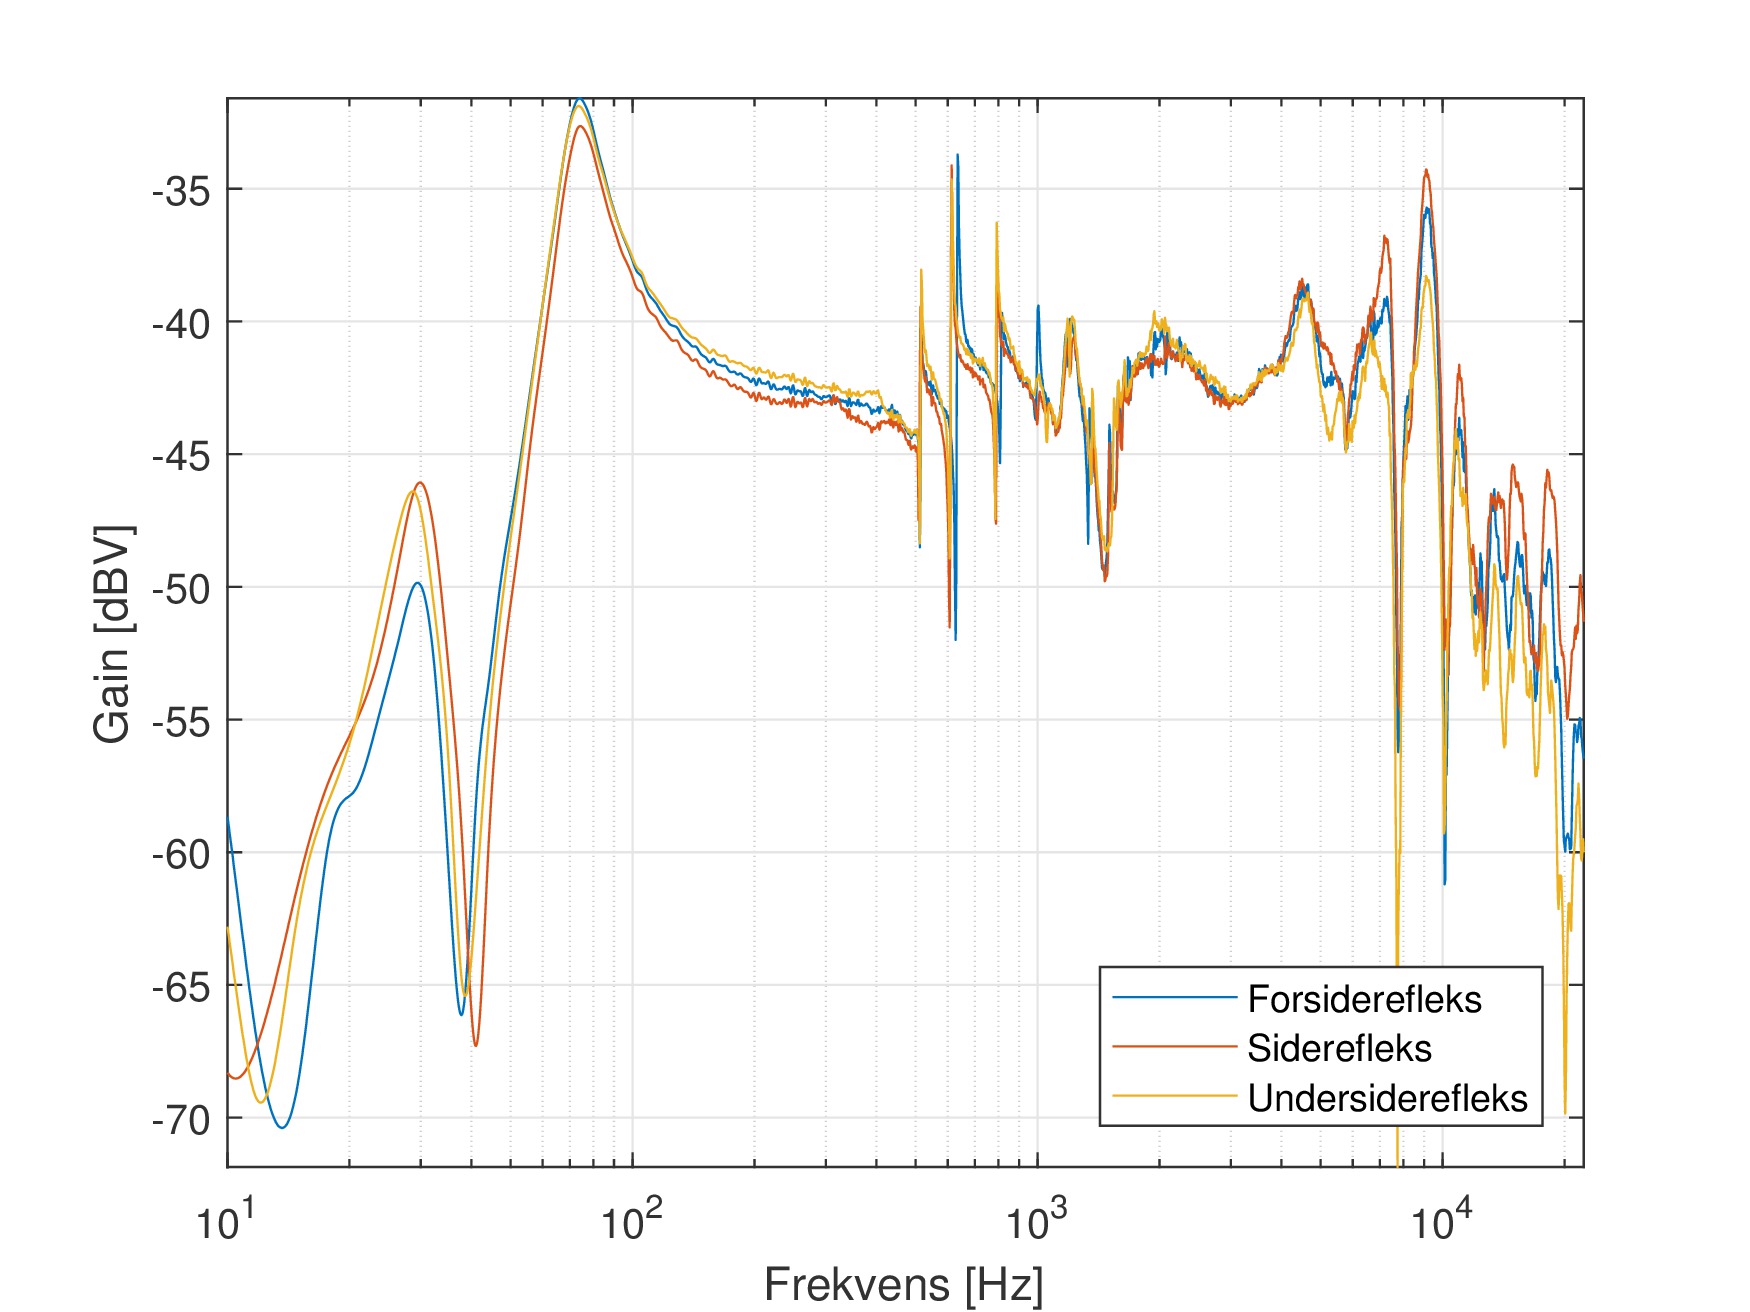 -35
-40
-45
-50
-55
-60
-65
-70
Gain [dBV]
10^1
10^2
10^3
10^4
Frekvens [Hz]
Forsiderefleks
Siderefleks
Undersiderefleks